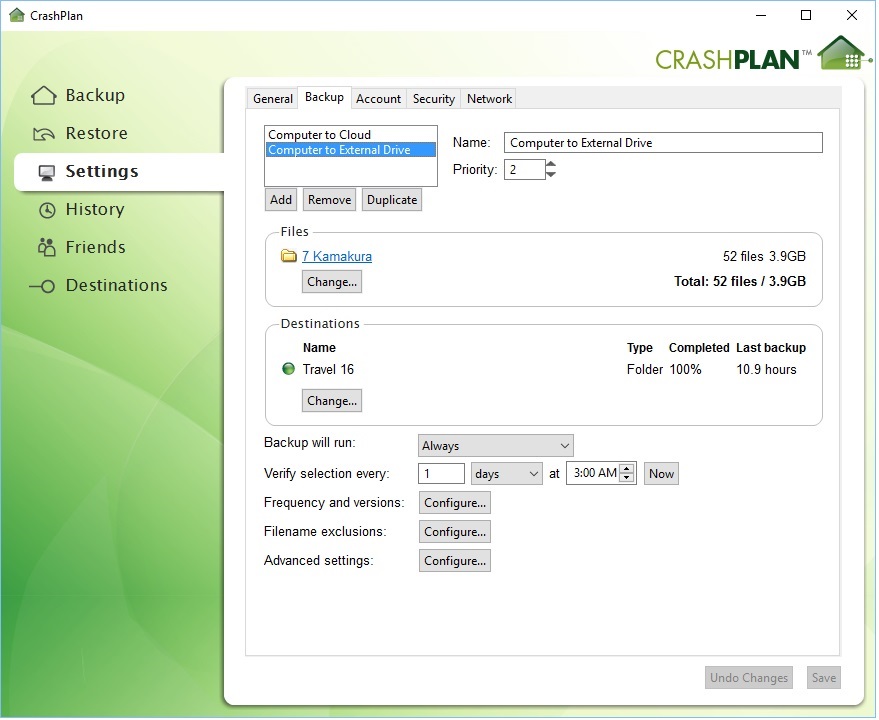 CrashPlan
CRASHPLAN™
Backup
Restore
Settings
History
Friends
Destinations
General Backup Account Security Network
Computer to Cloud
Computer to External Drive
Name: Computer to External Drive
Priority: 2
Add Remove Duplicate
Files
7 Kamakura 52 files 3.9GB
Change... Total: 52 files / 3.9GB
Destinations
Name Type Completed Last backup
Travel 16 Folder 100% 10.9 hours
Change...
Backup will run: Always
Verify selection every: 1 days at 3:00 AM Now
Frequency and versions: Configure...
Filename exclusions: Configure...
Advanced settings: Configure...
Undo Changes Save